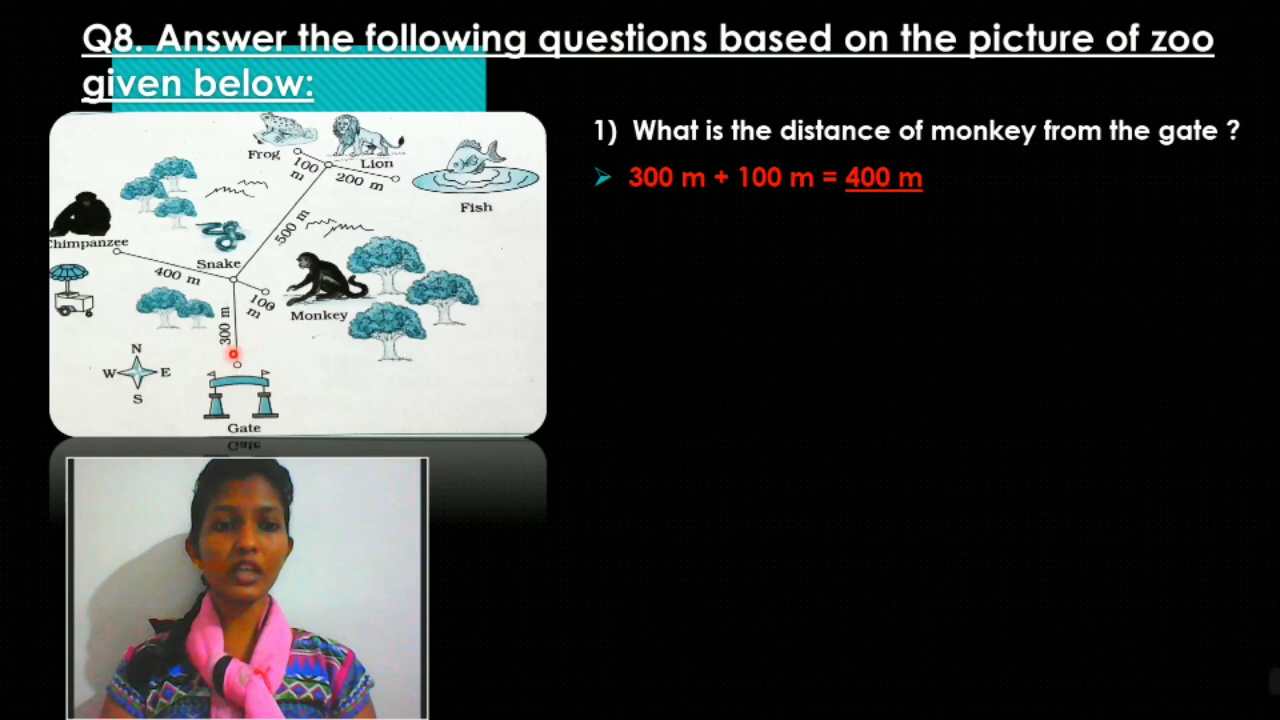 Q8. Answer the following questions based on the picture of zoo
given below:
1) What is the distance of monkey from the gate ?
300 m + 100 m = 400 m
Frog
Lion
100
m
200 m
Fish
himpanzee
500 m
Snake
400 m
100
m
Monkey
300 m
N
W E
S
Gate
Gate